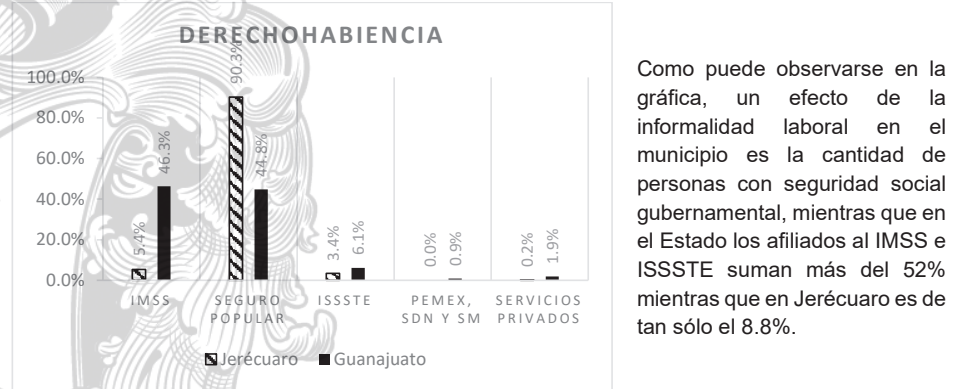 DERECHOHABIENCIA
100.0%
80.0%
60.0%
40.0%
20.0%
0.0%
5.4%
46.3%
90.3%
44.8%
3.4%
6.1%
0.0%
0.9%
0.2%
1.9%
IMSS
SEGURO
POPULAR
ISSSTE
PEMEX,
SDN Y SM
SERVICIOS
PRIVADOS
Jerécuaro
Guanajuato
Como puede observarse en la
gráfica, un efecto de la
informalidad laboral en el
municipio es la cantidad de
personas con seguridad social
gubernamental, mientras que en
el Estado los afiliados al IMSS e
ISSSTE suman más del 52%
mientras que en Jerécuaro es de
tan sólo el 8.8%.